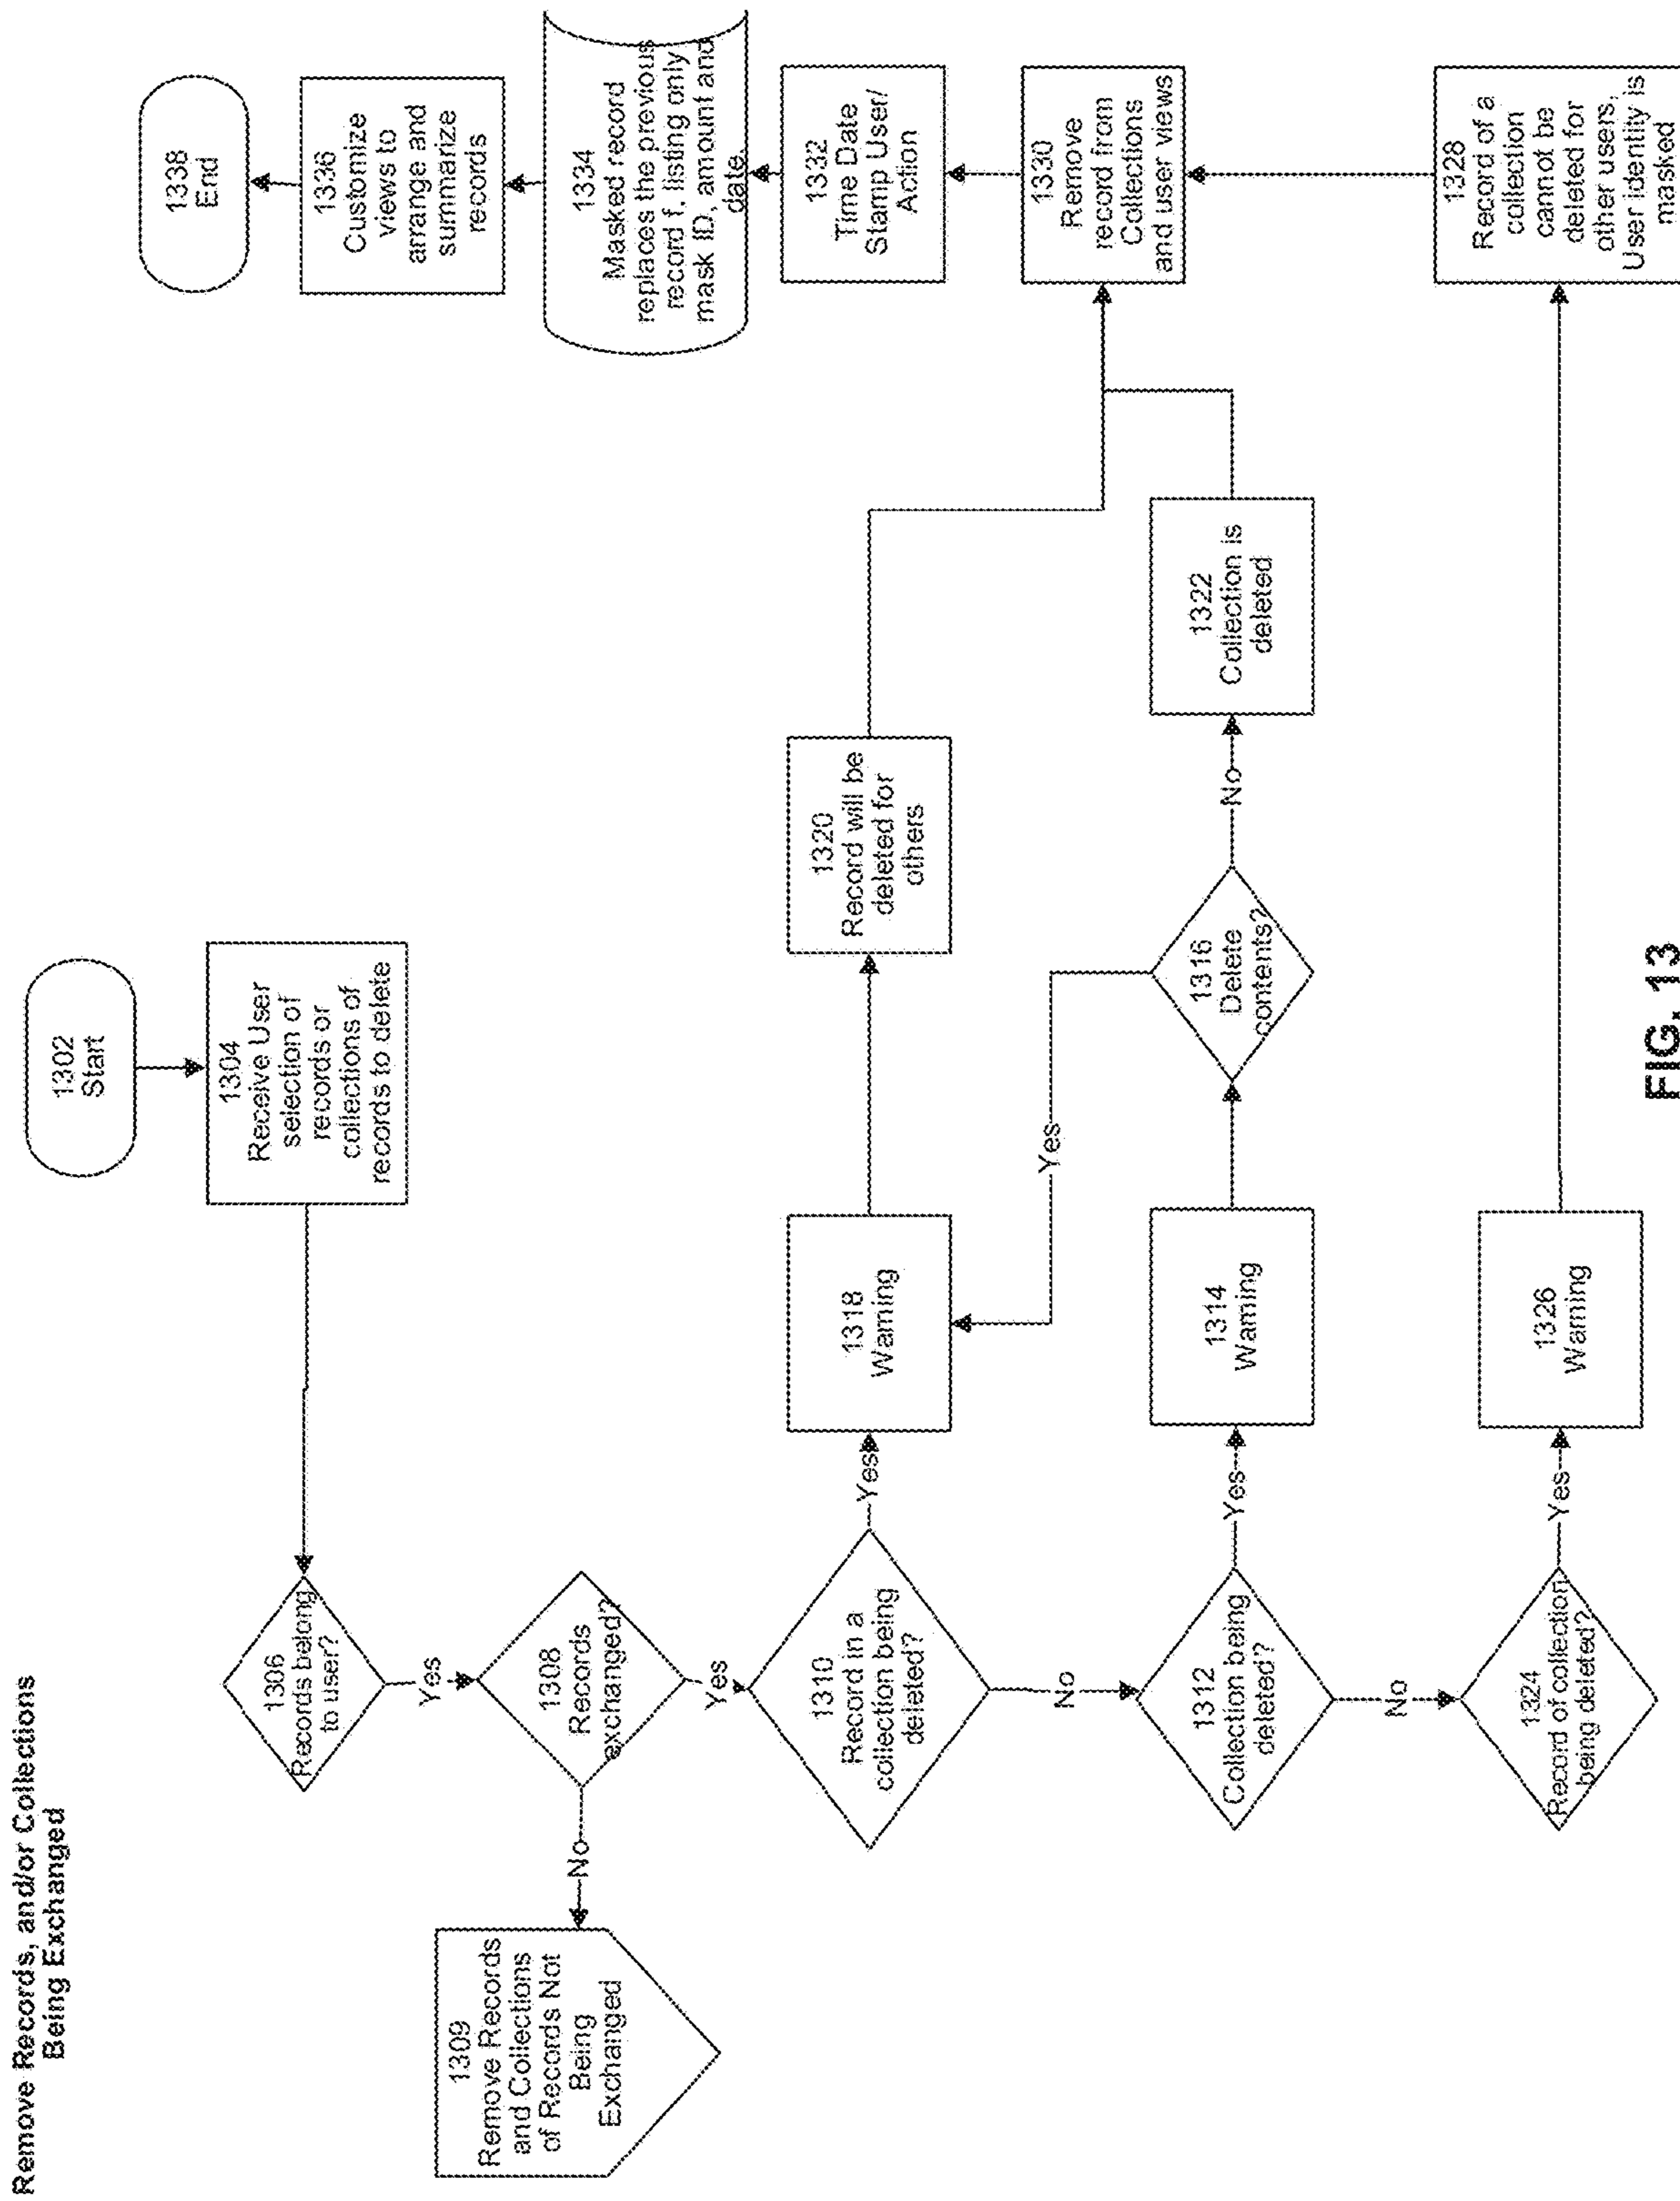 Remove Records, and/or Collections
Being Exchanged
1302
Start
1304
Receive User
selection of
records or
collections of
records to delete
1306
Records belong
to user?
Yes
1308
Records
exchanged?
No
1309
Remove Records
and Collections
of Records Not
Being
Exchanged
Yes
1310
Record in a
collection being
deleted?
Yes
1318
Warning
1320
Record will be
deleted for
others
No
1312
Collection being
deleted?
Yes
1314
Warning
1316
Delete
contents?
Yes
No
1322
Collection is
deleted
No
1324
Record of collection
being deleted?
Yes
1326
Warning
1328
Record of a
collection
cannot be
deleted for
other users,
User identity is
masked
1330
Remove
record from
Collections
and user views
1332
Time Date
Stamp User/
Action
1334
Masked record
replaces the previous
record f, listing only
mask ID, amount and
date.
1336
Customize
views to
arrange and
summarize
records
1338
End
FIG. 13